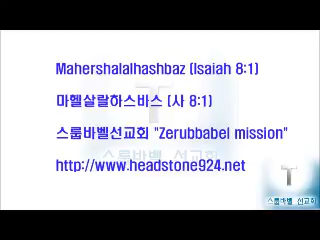 Mahershalalhashbaz (Isaiah 8:1)
마헬살랄하스바스 (사 8:1)
스룹바벨선교회 "Zerubbabel mission"
http://www.headstone924.net
T
스룹바벨 선교회